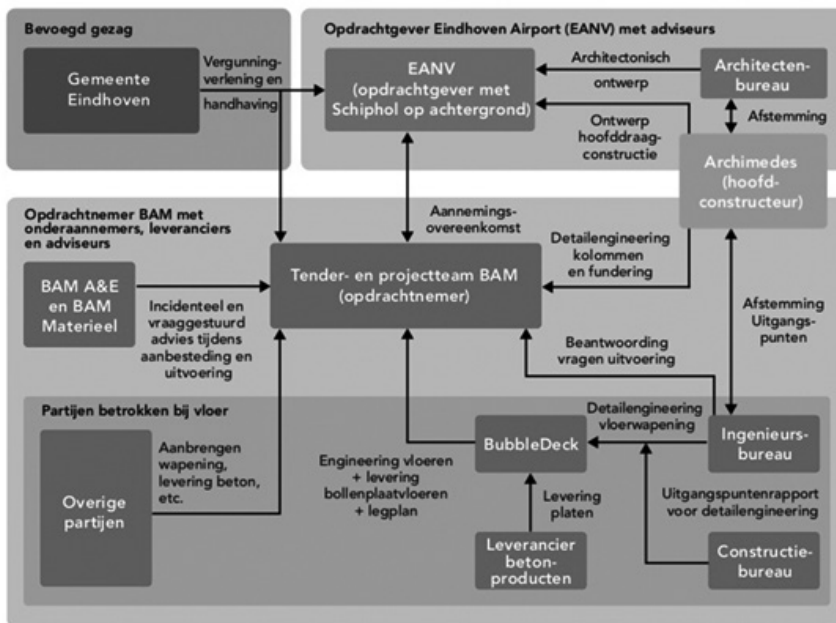 Bevoegd gezag
Gemeente
Eindhoven
Vergunning-
verlening en
handhaving
Opdrachtgever Eindhoven Airport (EANV) met adviseurs
EANV
(opdrachtgever met
Schiphol op achtergrond)
Architectonisch
ontwerp
Architecten-
bureau
Afstemming
Ontwerp
hoofddraag-
constructie
Archimedes
(hoofd-
constructeur)
Opdrachtnemer BAM met
onderaannemers, leveranciers
en adviseurs
Aannemings-
overeenkomst
BAM A&E
en BAM
Materieel
Incidenteel en
vraaggestuurd
advies tijdens
aanbesteding en
uitvoering
Tender- en projectteam BAM
(opdrachtnemer)
Detailengineering
kolommen
en fundering
Afstemming
Uitgangs-
punten
Beantwoording
vragen uitvoering
Partijen betrokken bij vloer
Overige
partijen
Aanbrengen
wapening,
levering beton,
etc.
Engineering vloeren
+ levering
bollenplaatvloeren
+ legplan
BubbleDeck
Detailengineering
vloerwapening
Ingenieurs-
bureau
Levering
platen
Leverancier
beton-
producten
Uitgangspuntenrapport
voor detailengineering
Constructie-
bureau